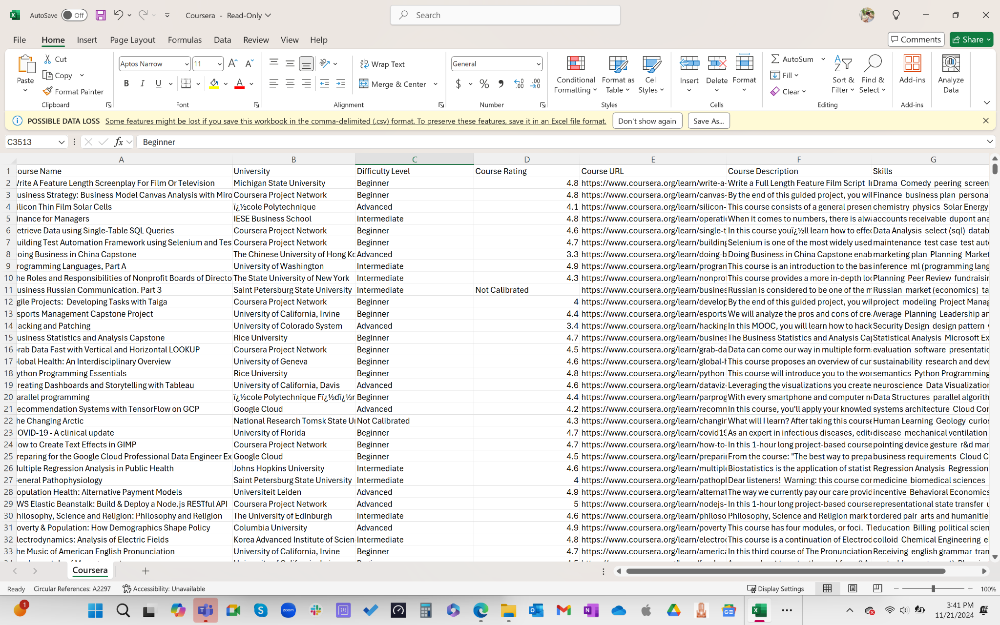 AutoSave Off Coursera - Read-Only Search
File Home Insert Page Layout Formulas Data Review View Help Comments Share
Paste Cut Copy Format Painter Clipboard
Aptos Narrow 11 B I U A Font
Wrap Text Merge & Center Alignment
General $ % Number
Conditional Formatting Format as Table Cell Styles Styles
Insert Delete Format Cells
AutoSum Fill Clear Sort & Filter Find & Select Editing
Add-ins Add-ins Analyze Data
POSSIBLE DATA LOSS Some features might be lost if you save this workbook in the comma-delimited (.csv) format. To preserve these features, save it in an Excel file format. Don't show again Save As...
C3513 fx Beginner
A B C D E F G
1 ourse Name University Difficulty Level Course Rating Course URL Course Description Skills
2 rite A Feature Length Screenplay For Film Or Television Michigan State University Beginner 4.8 https://www.coursera.org/learn/write-a- Write a Full Length Feature Film Script Drama Comedy peering screen
3 usiness Strategy: Business Model Canvas Analysis with Miro Coursera Project Network Beginner 4.8 https://www.coursera.org/learn/canvas- By the end of this guided project, you wil Finance business plan persona
4 ilicon Thin Film Solar Cells ï¿½cole Polytechnique Advanced 4.1 https://www.coursera.org/learn/silicon- This course consists of a general presen chemistry physics Solar Energy
5 inance for Managers IESE Business School Intermediate 4.8 https://www.coursera.org/learn/operati When it comes to numbers, there is alw accounts receivable dupont ana
6 etrieve Data using Single-Table SQL Queries Coursera Project Network Beginner 4.6 https://www.coursera.org/learn/single-t In this course youï¿½ll learn how to effe Data Analysis select (sql) datab
7 uilding Test Automation Framework using Selenium and Tes Coursera Project Network Beginner 4.7 https://www.coursera.org/learn/building Selenium is one of the most widely used maintenance test case test aut
8 oing Business in China Capstone The Chinese University of Hong Ko Advanced 3.3 https://www.coursera.org/learn/doing-b Doing Business in China Capstone enab marketing plan Planning Market
9 rogramming Languages, Part A University of Washington Intermediate 4.9 https://www.coursera.org/learn/program This course is an introduction to the bas inference ml (programming lang
10 he Roles and Responsibilities of Nonprofit Boards of Directo The State University of New York Intermediate 4.3 https://www.coursera.org/learn/nonpro This course provides a more in-depth lo Planning Peer Review fundraisin
11 usiness Russian Communication. Part 3 Saint Petersburg State University Intermediate Not Calibrated https://www.coursera.org/learn/busines Russian is considered to be one of the m Russian market (economics) ta
12 gile Projects: Developing Tasks with Taiga Coursera Project Network Beginner 4 https://www.coursera.org/learn/develop By the end of this guided project, you wil project modeling Project Manag
13 sports Management Capstone Project University of California, Irvine Beginner 4.4 https://www.coursera.org/learn/esports We will analyze the pros and cons of cre Average Planning Leadership an
14 acking and Patching University of Colorado System Advanced 3.4 https://www.coursera.org/learn/hacking In this MOOC, you will learn how to hack Security Design design pattern
15 usiness Statistics and Analysis Capstone Rice University Beginner 4.7 https://www.coursera.org/learn/busines The Business Statistics and Analysis Ca Statistical Analysis Microsoft Ex
16 rab Data Fast with Vertical and Horizontal LOOKUP Coursera Project Network Beginner 4.5 https://www.coursera.org/learn/grab-da Data can come our way in multiple form evaluation software presentatio
17 lobal Health: An Interdisciplinary Overview University of Geneva Beginner 4.6 https://www.coursera.org/learn/global-h This course proposes an overview of cur sustainability research and deve
18 ython Programming Essentials Rice University Beginner 4.8 https://www.coursera.org/learn/python- This course will introduce you to the wo semantics Python Programming
19 reating Dashboards and Storytelling with Tableau University of California, Davis Advanced 4.6 https://www.coursera.org/learn/dataviz- Leveraging the visualizations you create neuroscience Data Visualization
20 arallel programming ï¿½cole Polytechnique Fï¿½dï¿½r Beginner 4.4 https://www.coursera.org/learn/parprog With every smartphone and computer n Data Structures parallel algorith
21 ecommendation Systems with TensorFlow on GCP Google Cloud Advanced 4.2 https://www.coursera.org/learn/recomm In this course, you'll apply your knowled systems architecture Cloud Con
22 he Changing Arctic National Research Tomsk State U Not Calibrated 4.3 https://www.coursera.org/learn/changin What will I learn? After taking this course Human Learning Geology curio
23 OVID-19 - A clinical update University of Florida Beginner 4.7 https://www.coursera.org/learn/covid19 As an expert in infectious diseases, edit disease mechanical ventilation
24 ow to Create Text Effects in GIMP Coursera Project Network Beginner 4.7 https://www.coursera.org/learn/how-to- In this 1-hour long project-based course pointing device gesture r&d man
25 reparing for the Google Cloud Professional Data Engineer Ex Google Cloud Beginner 4.5 https://www.coursera.org/learn/prepari From the course: "The best way to prepa business requirements Cloud C
26 ultiple Regression Analysis in Public Health Johns Hopkins University Intermediate 4.6 https://www.coursera.org/learn/multipl Biostatistics is the application of statist Regression Analysis Regression
27 eneral Pathophysiology Saint Petersburg State University Intermediate 4 https://www.coursera.org/learn/pathopl Dear listeners! Warning: this course co medicine biomedical sciences
28 opulation Health: Alternative Payment Models Universiteit Leiden Advanced 4.9 https://www.coursera.org/learn/alternat The way we currently pay our care provid incentive Behavioral Economics
29 WS Elastic Beanstalk: Build & Deploy a Node.js RESTful API Coursera Project Network Advanced 5 https://www.coursera.org/learn/nodejs- In this 1-hour long project-based course representational state transfer
30 hilosophy, Science and Religion: Philosophy and Religion The University of Edinburgh Intermediate 4.6 https://www.coursera.org/learn/philoso Philosophy, Science and Religion mark t ordered pair arts and humanitie
31 overty & Population: How Demographics Shape Policy Columbia University Advanced 4.9 https://www.coursera.org/learn/poverty This course has four modules, or foci. T education Billing political scien
32 lectrodynamics: Analysis of Electric Fields Korea Advanced Institute of Scien Intermediate 4.8 https://www.coursera.org/learn/electro This course is a continuation of Electrod colloid Chemical Engineering e
33 he Music of American English Pronunciation University of California, Irvine Beginner 4.7 https://www.coursera.org/learn/america In this third course of The Pronunciation Receiving english grammar tran
Coursera
Ready Circular References: A2297 Accessibility: Unavailable Display Settings 100%
1 zoom GE 3:41 PM
11/21/2024